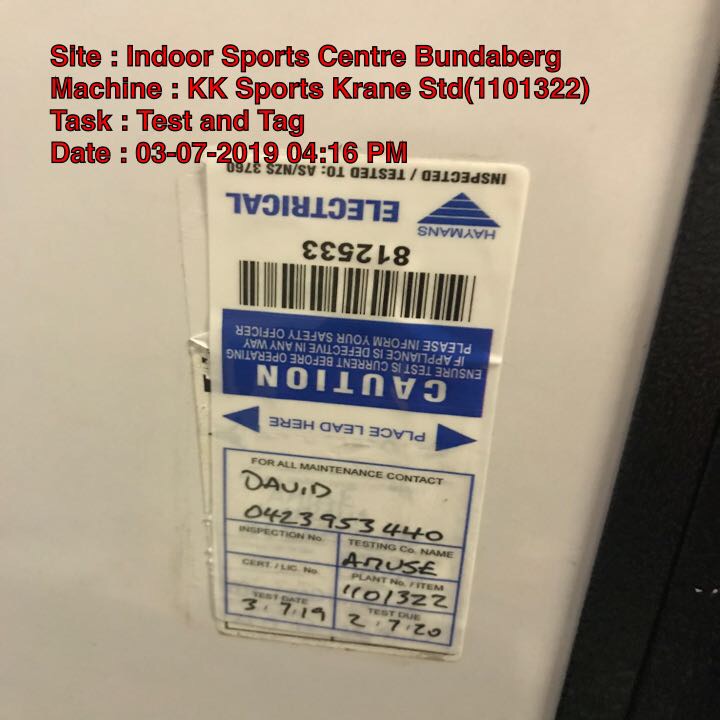 Site : Indoor Sports Centre Bundaberg
Machine : KK Sports Krane Std(1101322)
Task : Test and Tag
Date : 03-07-2019 04:16 PM
INSPECTED / TESTED TO: AS/NZS 3760
HAYMANS
ELECTRICAL
812533
CAUTION
ENSURE TEST IS CURRENT BEFORE OPERATING
IF APPLIANCE IS DEFECTIVE IN ANY WAY
PLEASE INFORM YOUR SAFETY OFFICER
PLACE LEAD HERE
FOR ALL MAINTENANCE CONTACT
DAVID
0423953440
INSPECTION No.
TESTING Co. NAME
AMUSE
CERT. / LIC. No.
PLANT No. / ITEM
1101322
TEST DATE
3.7.19
TEST DUE
2.7.20